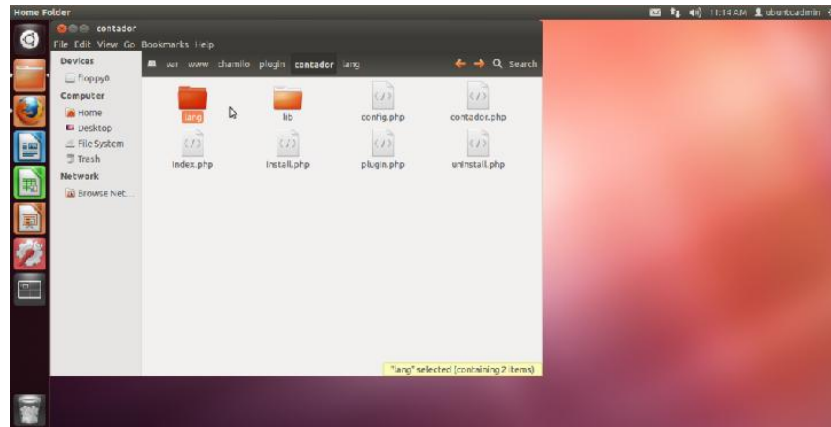 Home Folder
11:14 AM ubuntuadmin
contador
File Edit View Go Bookmarks Help
Devices
var www chamilo plugin contador lang
Search
floppy0
Computer
Home
Desktop
File System
Trash
Network
Browse Net...
lang lib config.php contador.php
index.php install.php plugin.php uninstall.php
"lang" selected (containing 2 items)